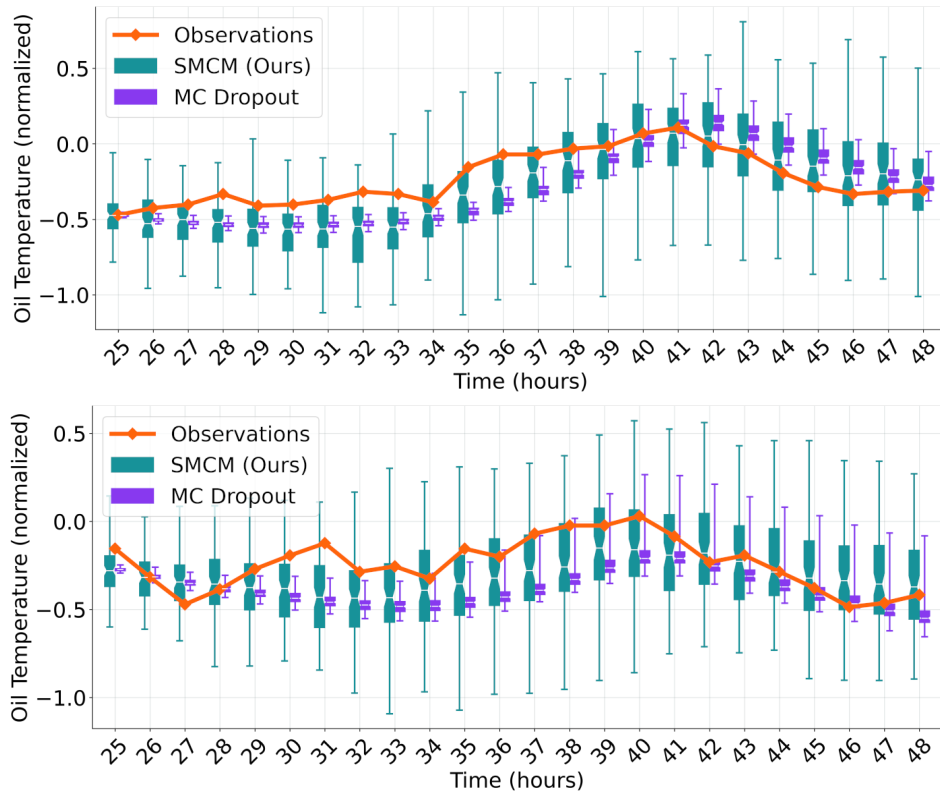 Oil Temperature (normalized)
0.5
0.0
−0.5
−1.0
Observations
SMCM (Ours)
MC Dropout
25 26 27 28 29 30 31 32 33 34 35 36 37 38 39 40 41 42 43 44 45 46 47 48
Time (hours)
Oil Temperature (normalized)
0.5
0.0
−0.5
−1.0
Observations
SMCM (Ours)
MC Dropout
25 26 27 28 29 30 31 32 33 34 35 36 37 38 39 40 41 42 43 44 45 46 47 48
Time (hours)